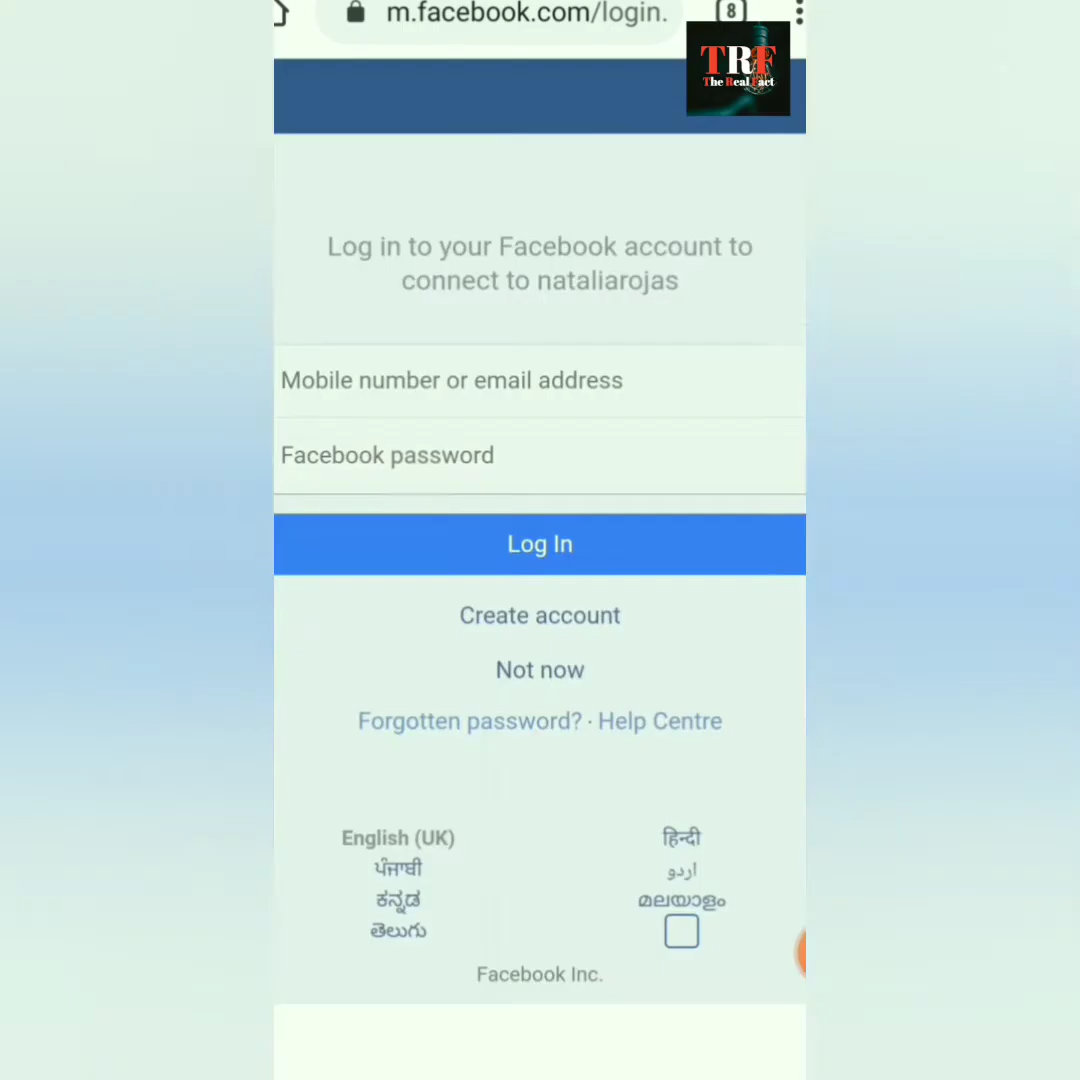 m.facebook.com/login.
8
TRF
The Real Fact
Log in to your Facebook account to
connect to nataliarojas
Mobile number or email address
Facebook password
Log In
Create account
Not now
Forgotten password? · Help Centre
English (UK)
हिन्दी
ਪੰਜਾਬੀ
اردو
ಕನ್ನಡ
മലയാളം
తెలుగు
Facebook Inc.